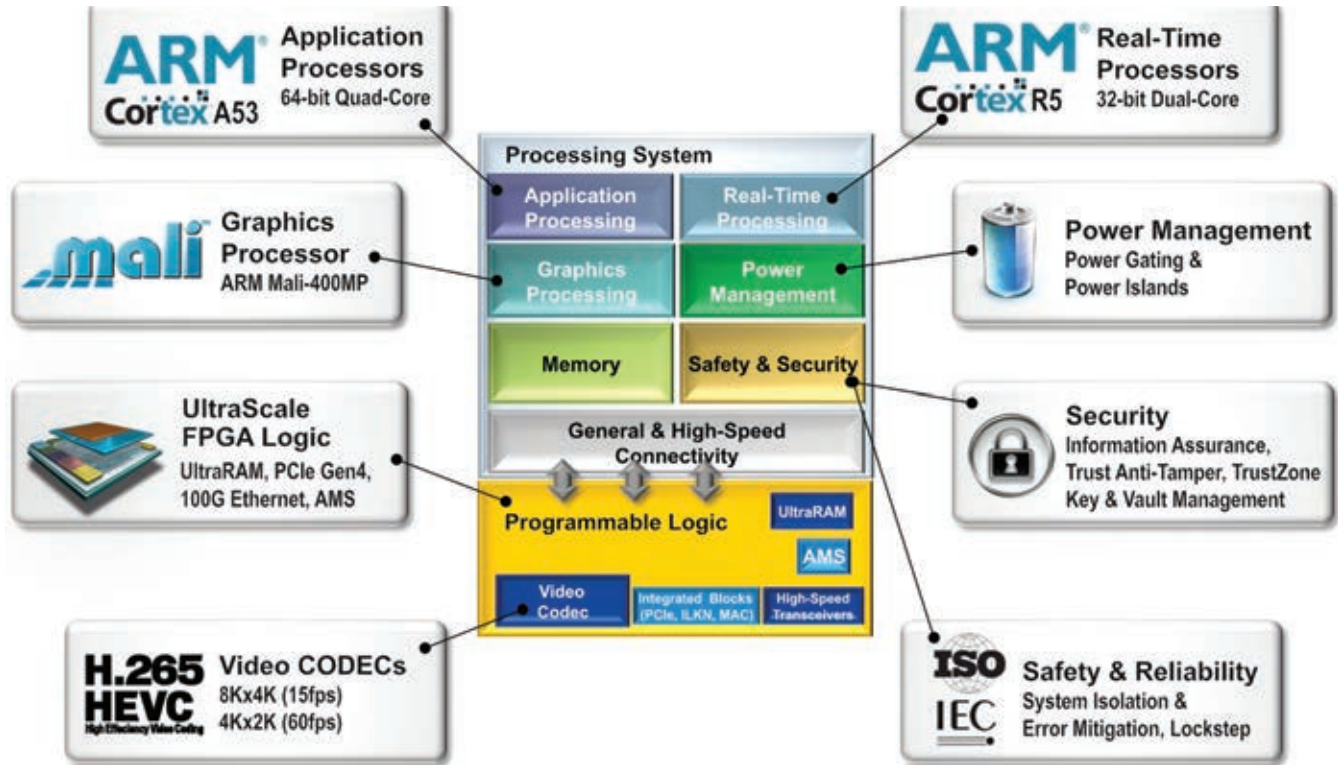 ARM®
Cortex A53
Application
Processors
64-bit Quad-Core
ARM®
Cortex R5
Real-Time
Processors
32-bit Dual-Core
mali™
Graphics
Processor
ARM Mali-400MP
Processing System
Application
Processing
Real-Time
Processing
Graphics
Processing
Power
Management
Memory
Safety & Security
General & High-Speed
Connectivity
Power Management
Power Gating &
Power Islands
UltraScale
FPGA Logic
UltraRAM, PCIe Gen4,
100G Ethernet, AMS
Security
Information Assurance,
Trust Anti-Tamper, TrustZone
Key & Vault Management
Programmable Logic
UltraRAM
AMS
Video
Codec
Integrated Blocks
(PCIe, ILKN, MAC)
High-Speed
Transceivers
H.265
HEVC
High Effeciancy Video Coding
Video CODECs
8Kx4K (15fps)
4Kx2K (60fps)
ISO
IEC
Safety & Reliability
System Isolation &
Error Mitigation, Lockstep